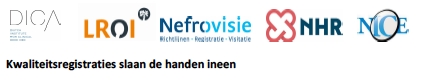 DICA
LROI
Nefrovisie
Richtlijnen - Registratie - Visitatie
NHR
NICE
Kwaliteitsregistraties slaan de handen ineen